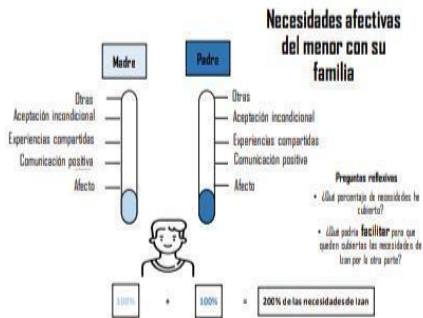 Necesidades afectivas
del menor con su
familia
Madre
Padre
Otras
Aceptación incondicional
Experiencias compartidas
Comunicación positiva
Afecto
Otras
Aceptación incondicional
Experiencias compartidas
Comunicación positiva
Afecto
Preguntas reflexivas
• ¿Qué porcentaje de necesidades he
cubierto?
• ¿Qué podría facilitar para que
queden cubiertas las necesidades de
Izan por la otra parte?
100% + 100% = 200% de las necesidades de Izan